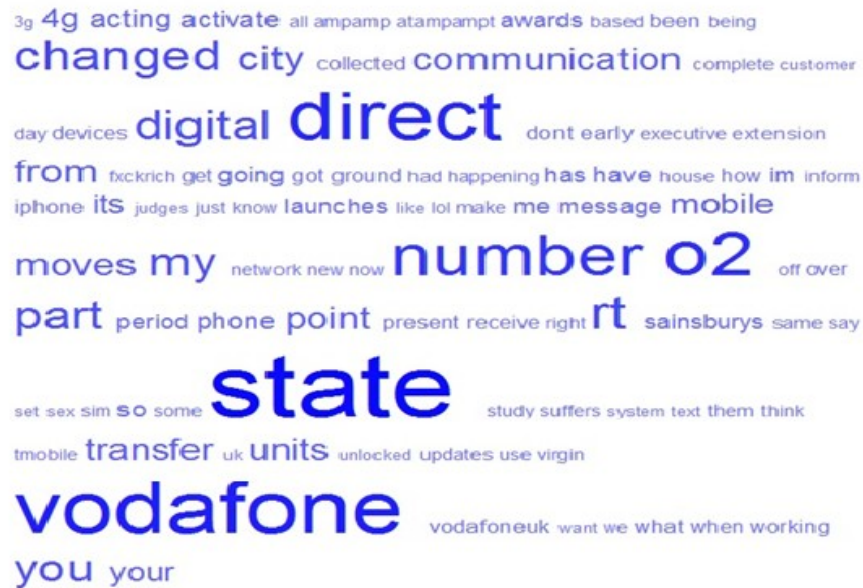 3g 4g acting activate all ampamp atampampt awards based been being
changed city collected communication complete customer
day devices digital direct dont early executive extension
from fxckrich get going got ground had happening has have house how im inform
iphone its judges just know launches like lol make me message mobile
moves my network new now number o2 off over
part period phone point present receive right rt sainsburys same say
set sex sim so some state study suffers system text them think
tmobile transfer uk units unlocked updates use virgin
vodafone vodafoneuk want we what when working
you your